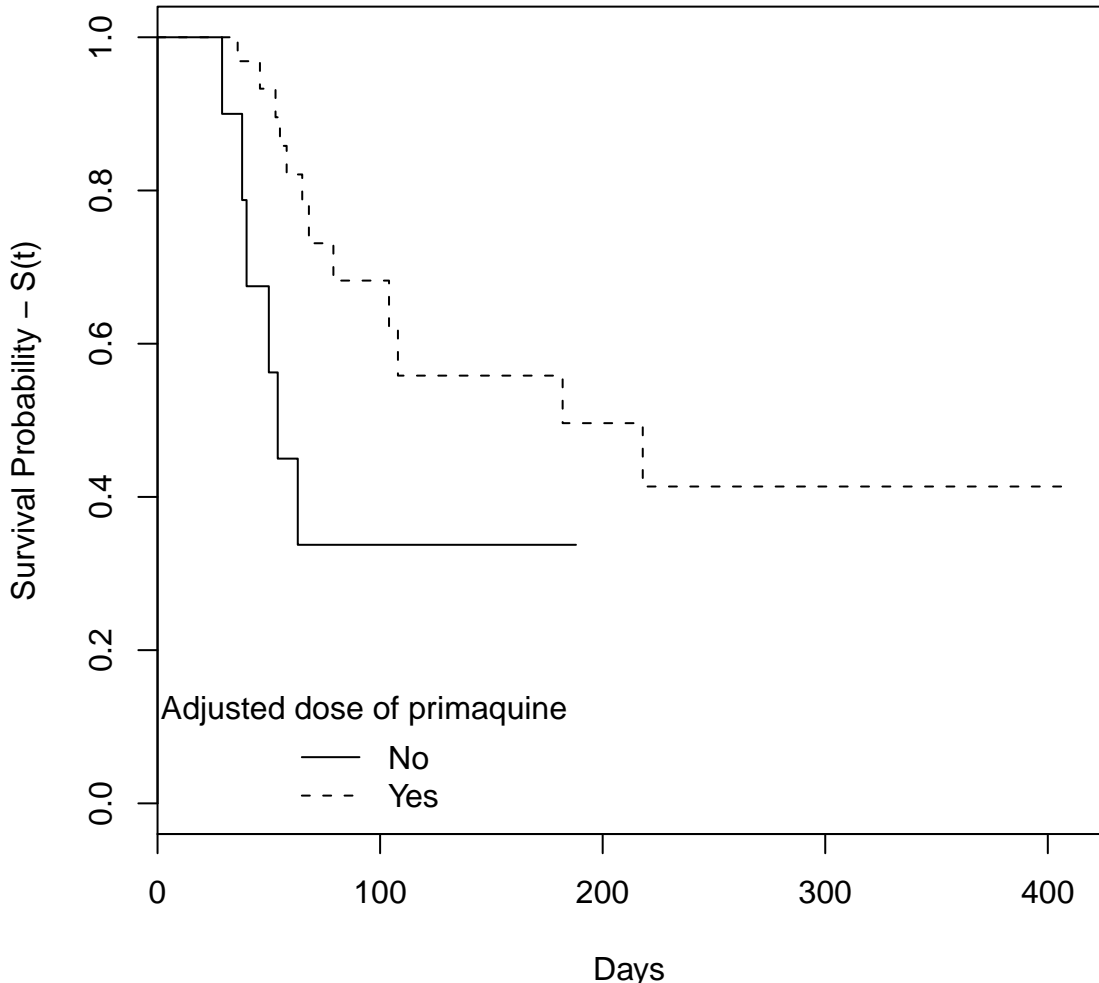 Survival Probability – S(t)
1.0
0.8
0.6
0.4
0.2
0.0
Adjusted dose of primaquine
No
Yes
0 100 200 300 400
Days